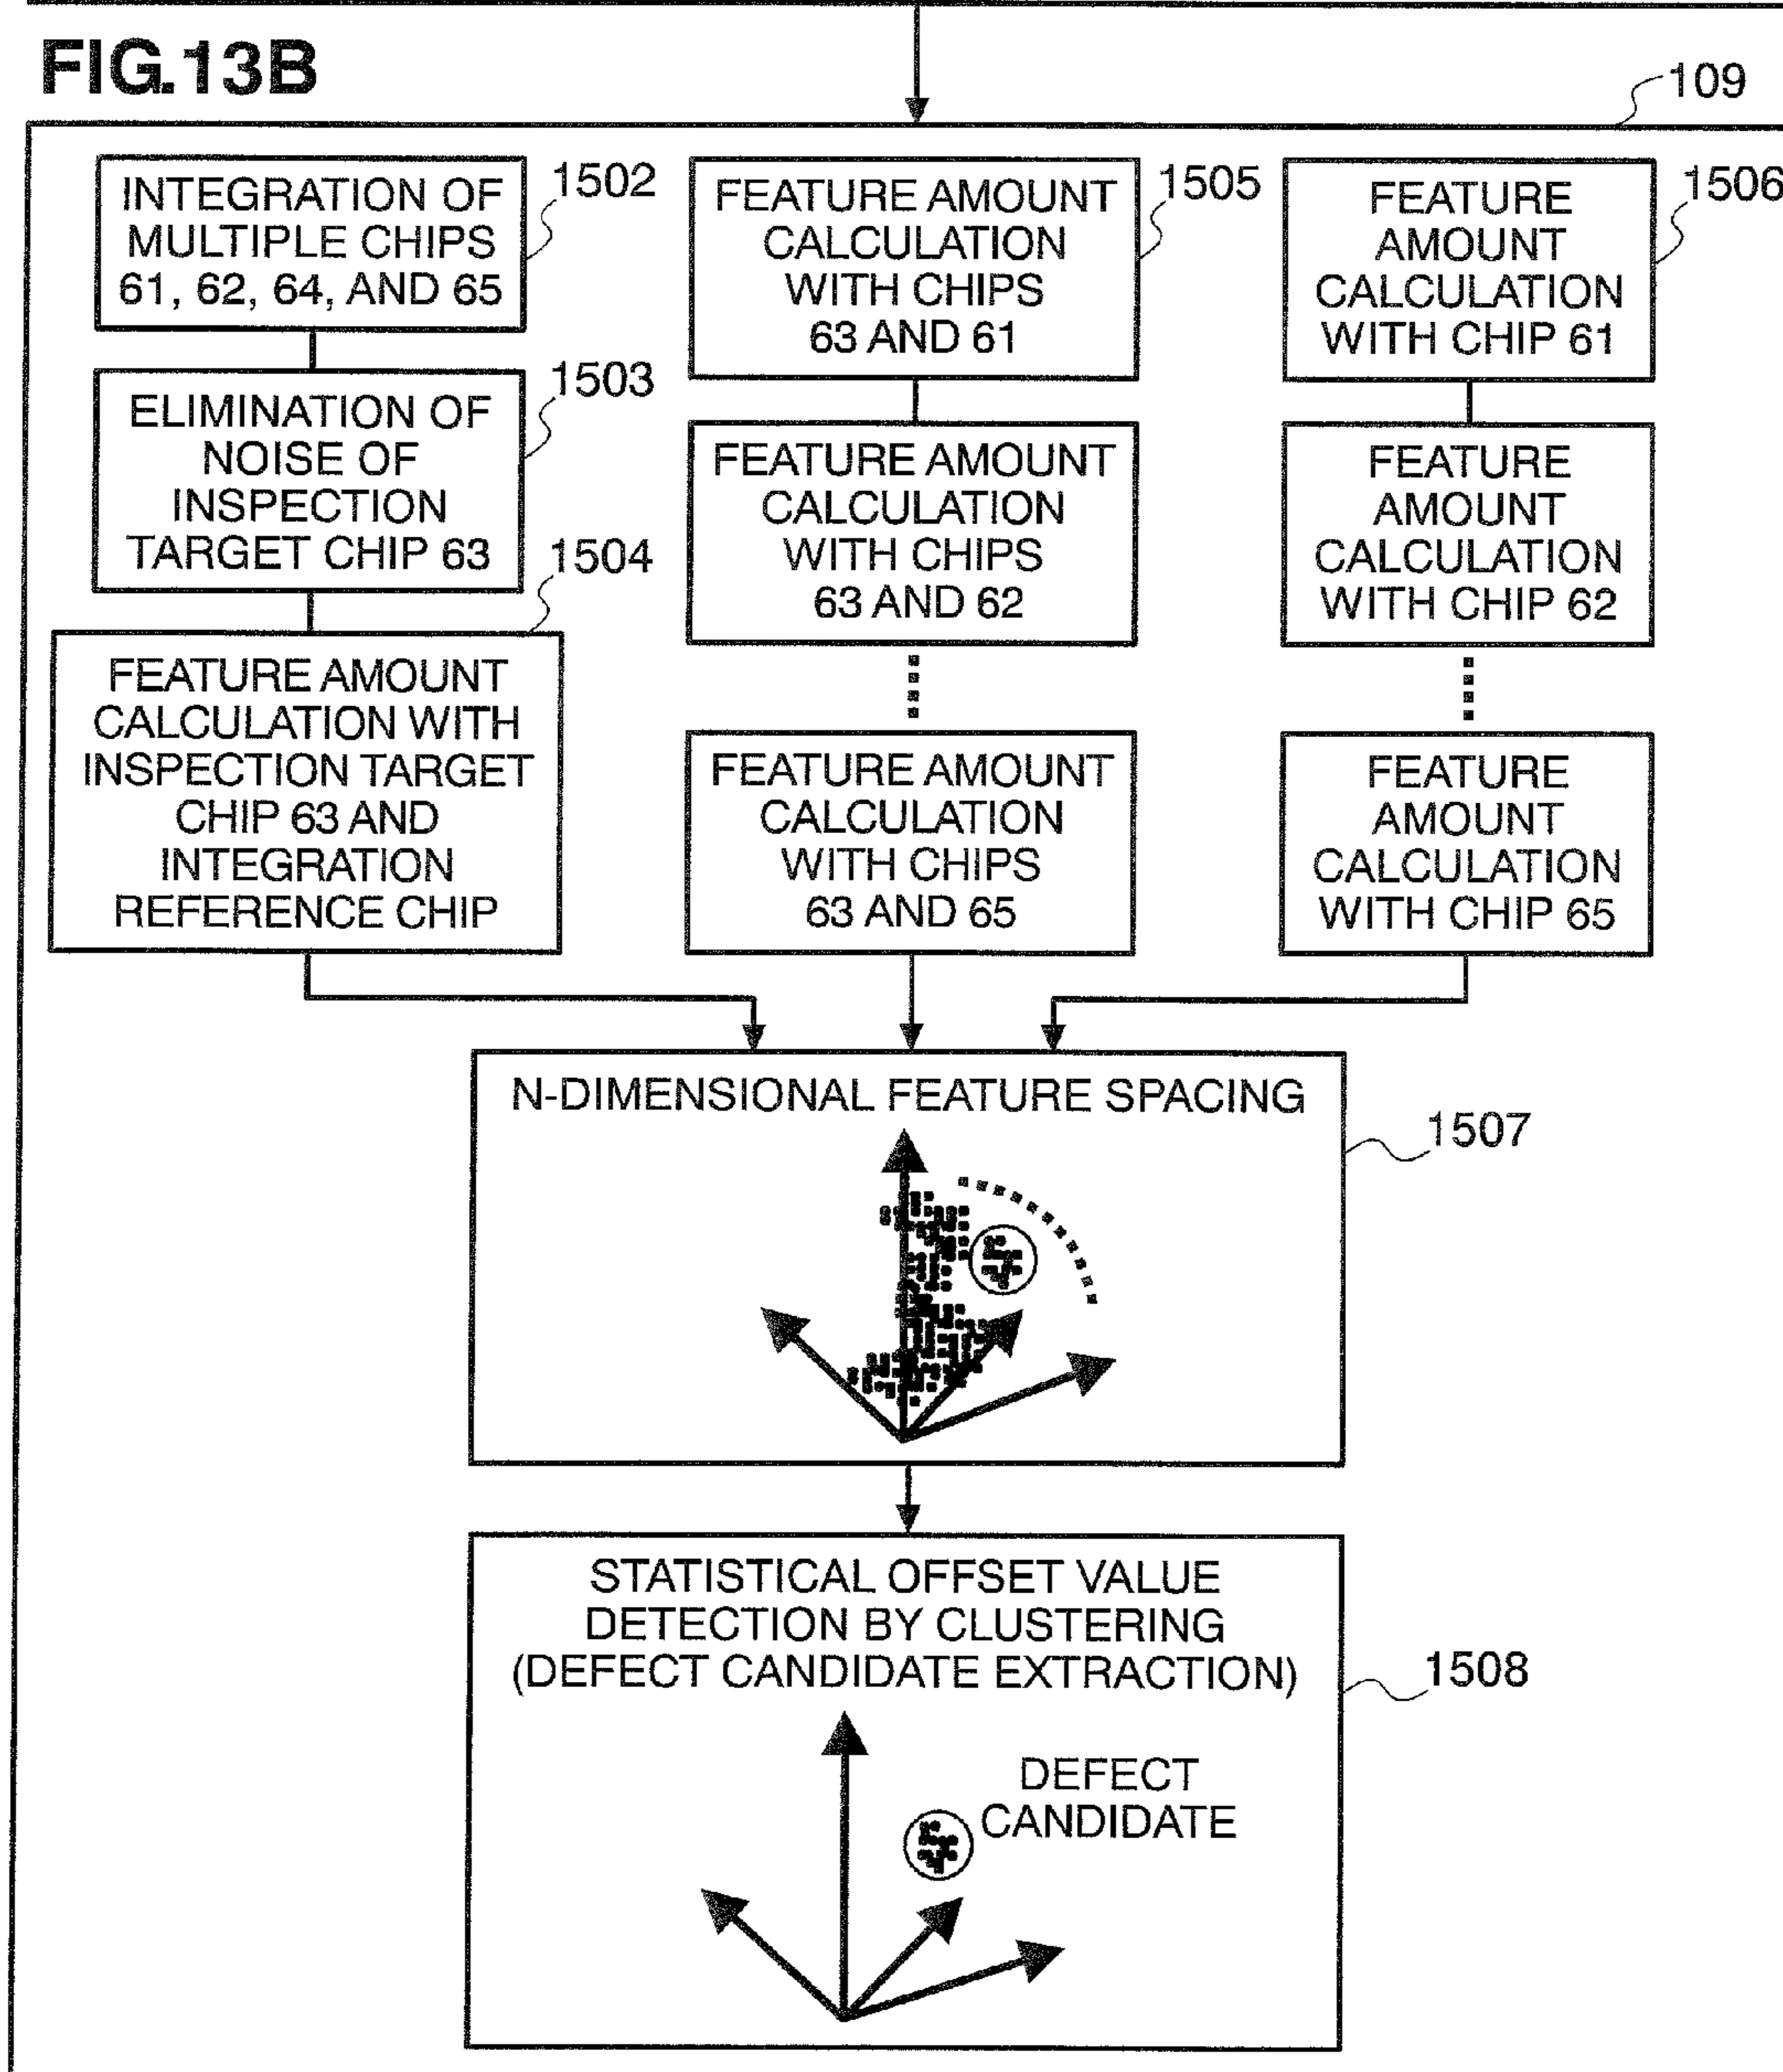 FIG.13B
109
INTEGRATION OF
MULTIPLE CHIPS
61, 62, 64, AND 65
1502
ELIMINATION OF
NOISE OF
INSPECTION
TARGET CHIP 63
1503
FEATURE AMOUNT
CALCULATION WITH
INSPECTION TARGET
CHIP 63 AND
INTEGRATION
REFERENCE CHIP
1504
FEATURE AMOUNT
CALCULATION
WITH CHIPS
63 AND 61
1505
FEATURE AMOUNT
CALCULATION
WITH CHIPS
63 AND 62
FEATURE AMOUNT
CALCULATION
WITH CHIPS
63 AND 65
FEATURE
AMOUNT
CALCULATION
WITH CHIP 61
1506
FEATURE
AMOUNT
CALCULATION
WITH CHIP 62
FEATURE
AMOUNT
CALCULATION
WITH CHIP 65
N-DIMENSIONAL FEATURE SPACING
1507
STATISTICAL OFFSET VALUE
DETECTION BY CLUSTERING
(DEFECT CANDIDATE EXTRACTION)
1508
DEFECT
CANDIDATE